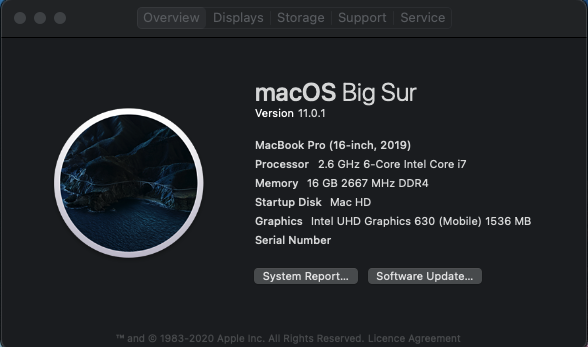 Overview Displays Storage Support Service
macOS Big Sur
Version 11.0.1
MacBook Pro (16-inch, 2019)
Processor 2.6 GHz 6-Core Intel Core i7
Memory 16 GB 2667 MHz DDR4
Startup Disk Mac HD
Graphics Intel UHD Graphics 630 (Mobile) 1536 MB
Serial Number
System Report... Software Update...
™ and © 1983-2020 Apple Inc. All Rights Reserved. Licence Agreement